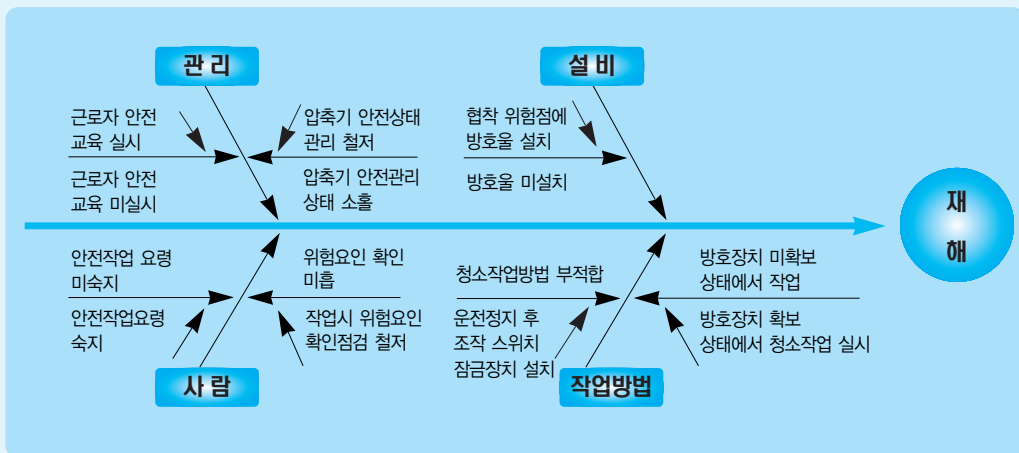 관 리
설 비
근로자 안전
교육 실시
압축기 안전상태
관리 철저
협착 위험점에
방호울 설치
근로자 안전
교육 미실시
압축기 안전관리
상태 소홀
방호울 미설치
재
해
안전작업 요령
미숙지
위험요인 확인
미흡
청소작업방법 부적합
방호장치 미확보
상태에서 작업
안전작업요령
숙지
작업시 위험요인
확인점검 철저
운전정지 후
조작 스위치
잠금장치 설치
방호장치 확보
상태에서 청소작업 실시
사 람
작업방법